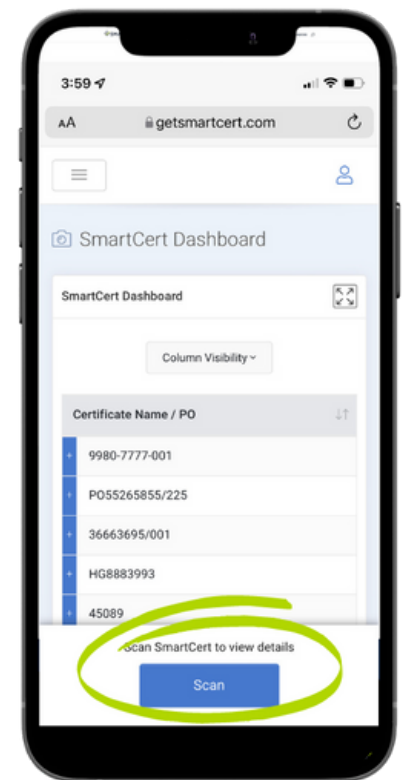 3:59
AA getsmartcert.com
SmartCert Dashboard
SmartCert Dashboard
Column Visibility
Certificate Name / PO
+ 9980-7777-001
+ PO55265855/225
+ 36663695/001
+ HG8883993
+ 45089
Scan SmartCert to view details
Scan